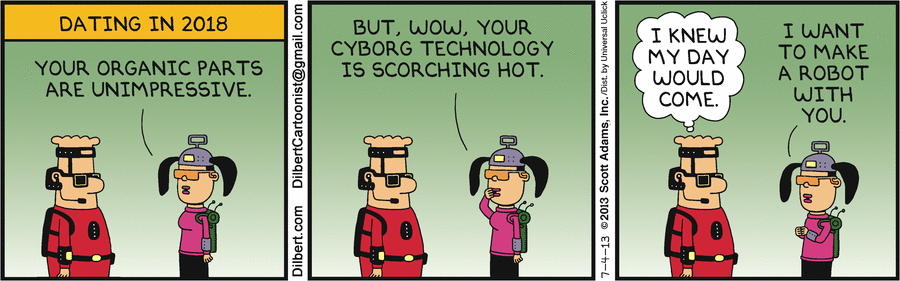 DATING IN 2018
YOUR ORGANIC PARTS
ARE UNIMPRESSIVE.
Dilbert.com DilbertCartoonist@gmail.com
BUT, WOW, YOUR
CYBORG TECHNOLOGY
IS SCORCHING HOT.
7-4-13 © 2013 Scott Adams, Inc. /Dist. by Universal Uclick
I KNEW
MY DAY
WOULD
COME.
I WANT
TO MAKE
A ROBOT
WITH
YOU.